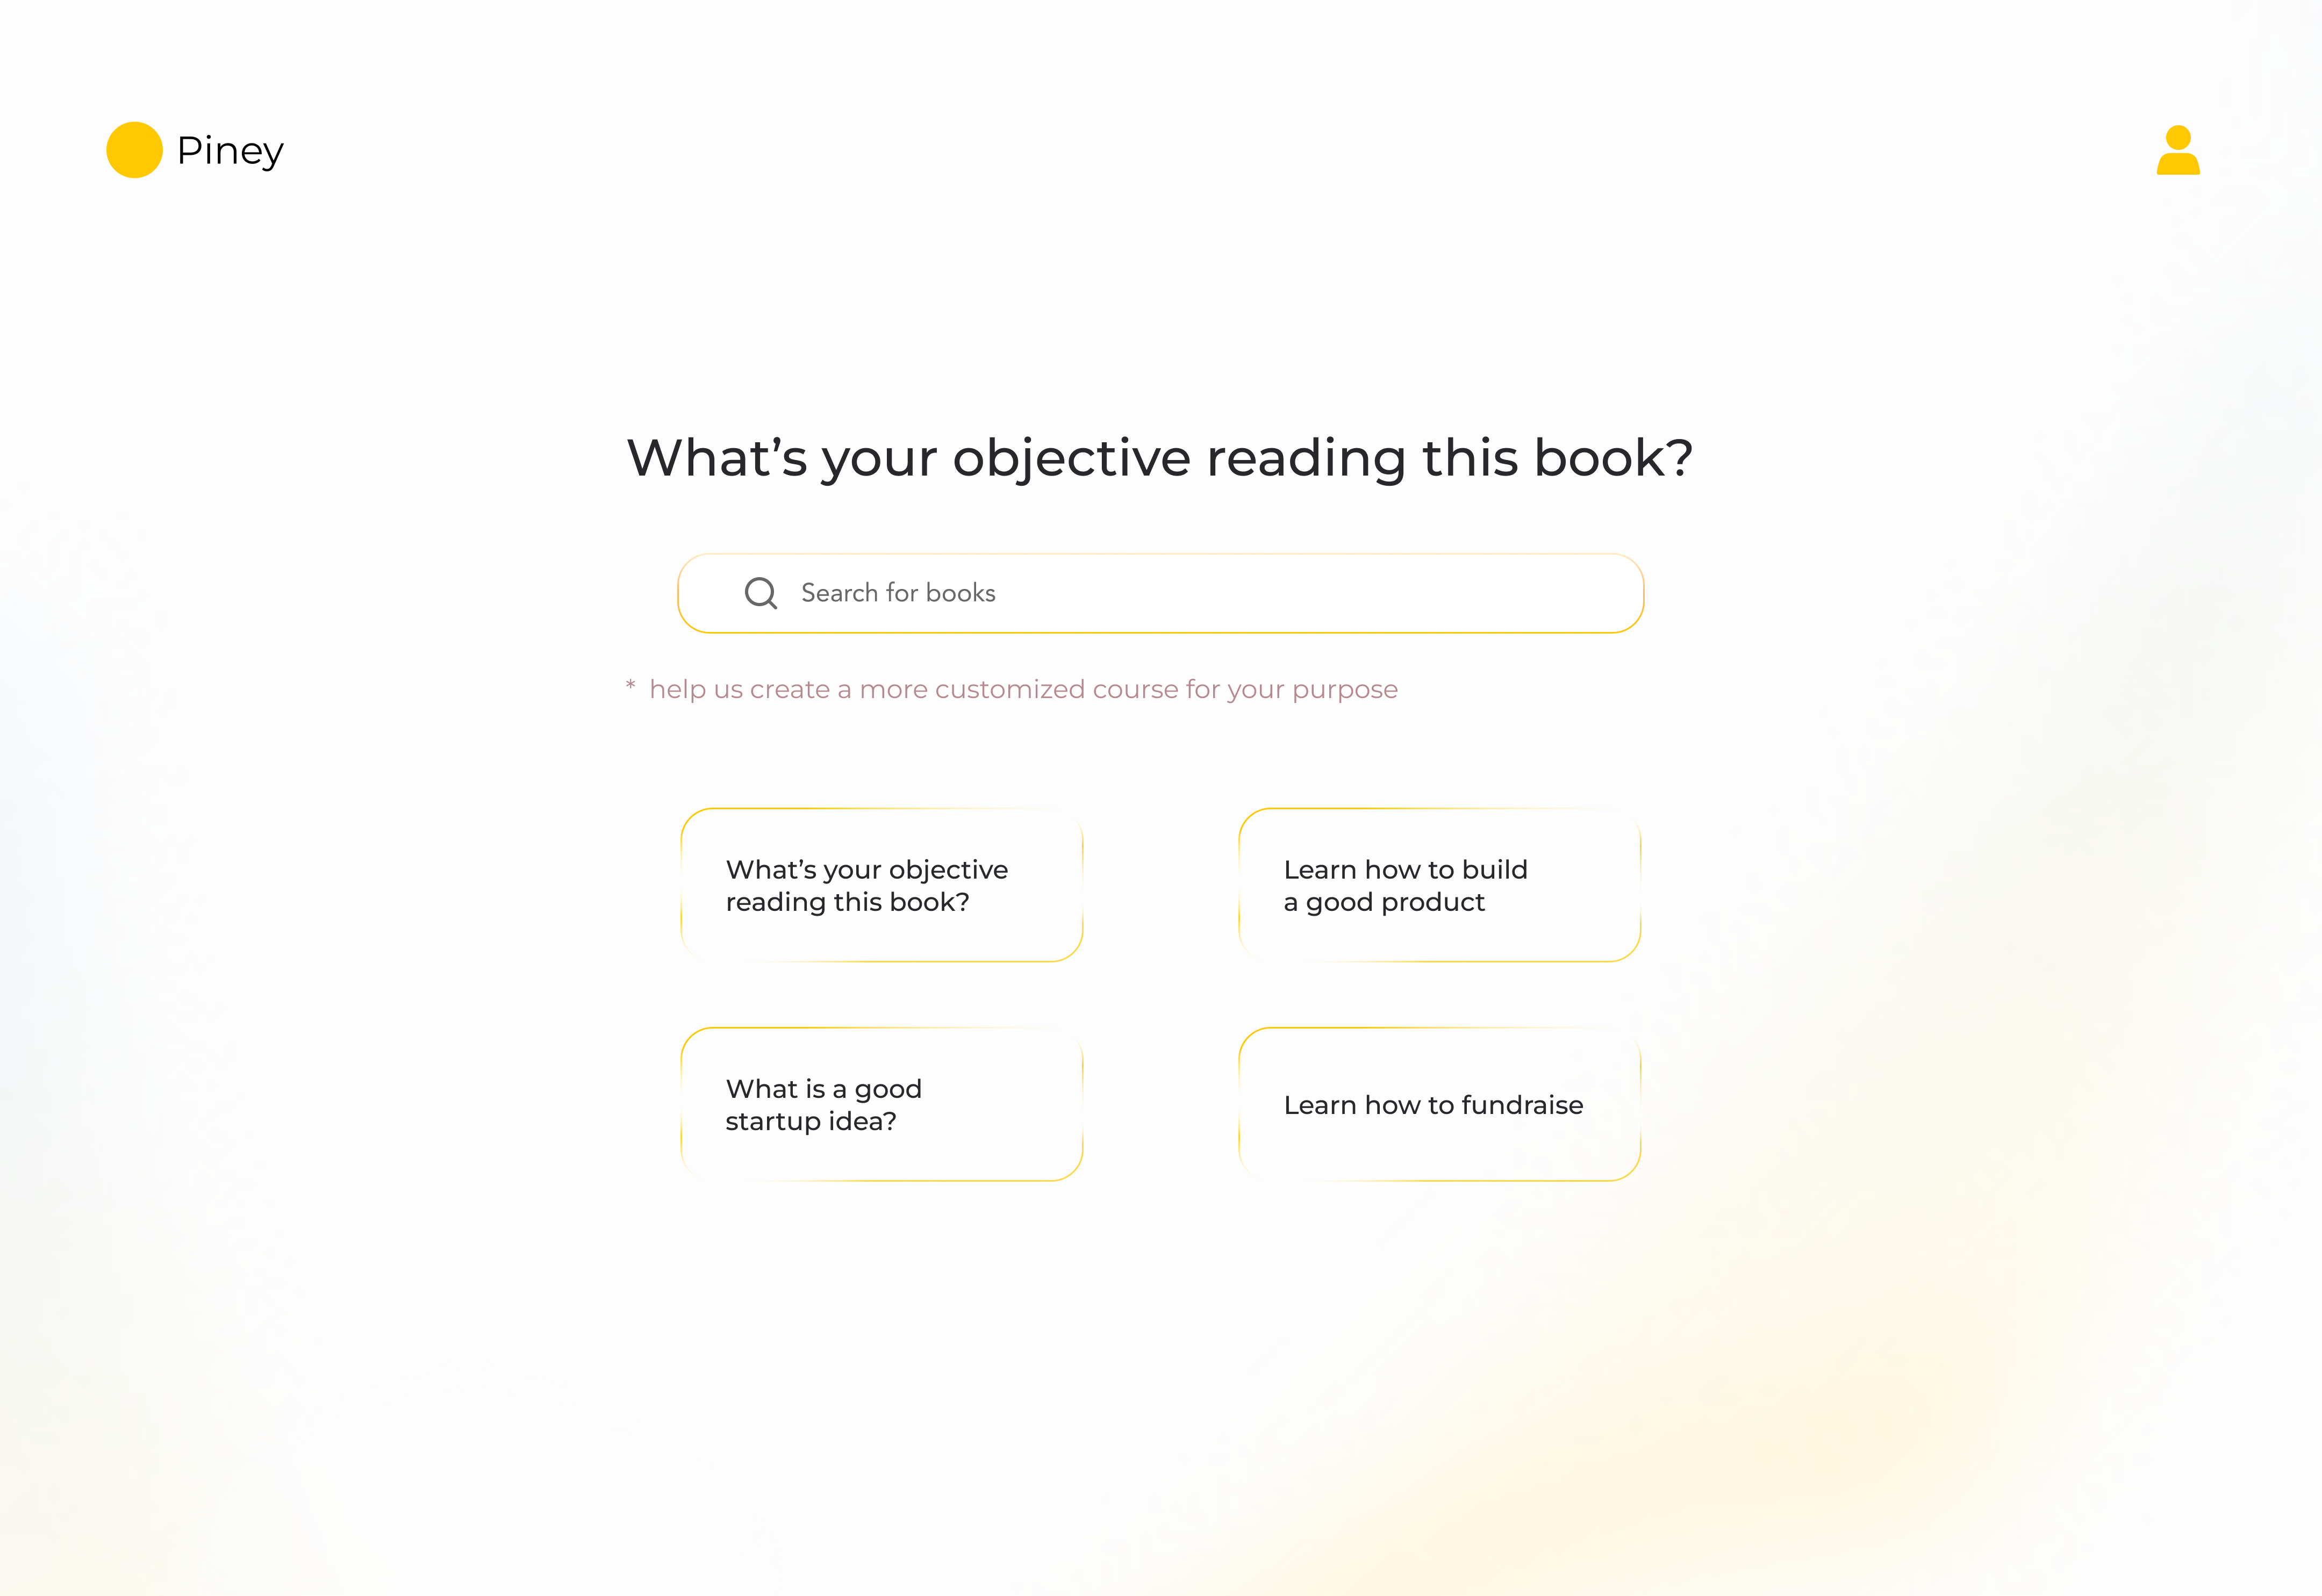 Piney
What’s your objective reading this book?
Search for books
* help us create a more customized course for your purpose
What’s your objective
reading this book?
Learn how to build
a good product
What is a good
startup idea?
Learn how to fundraise